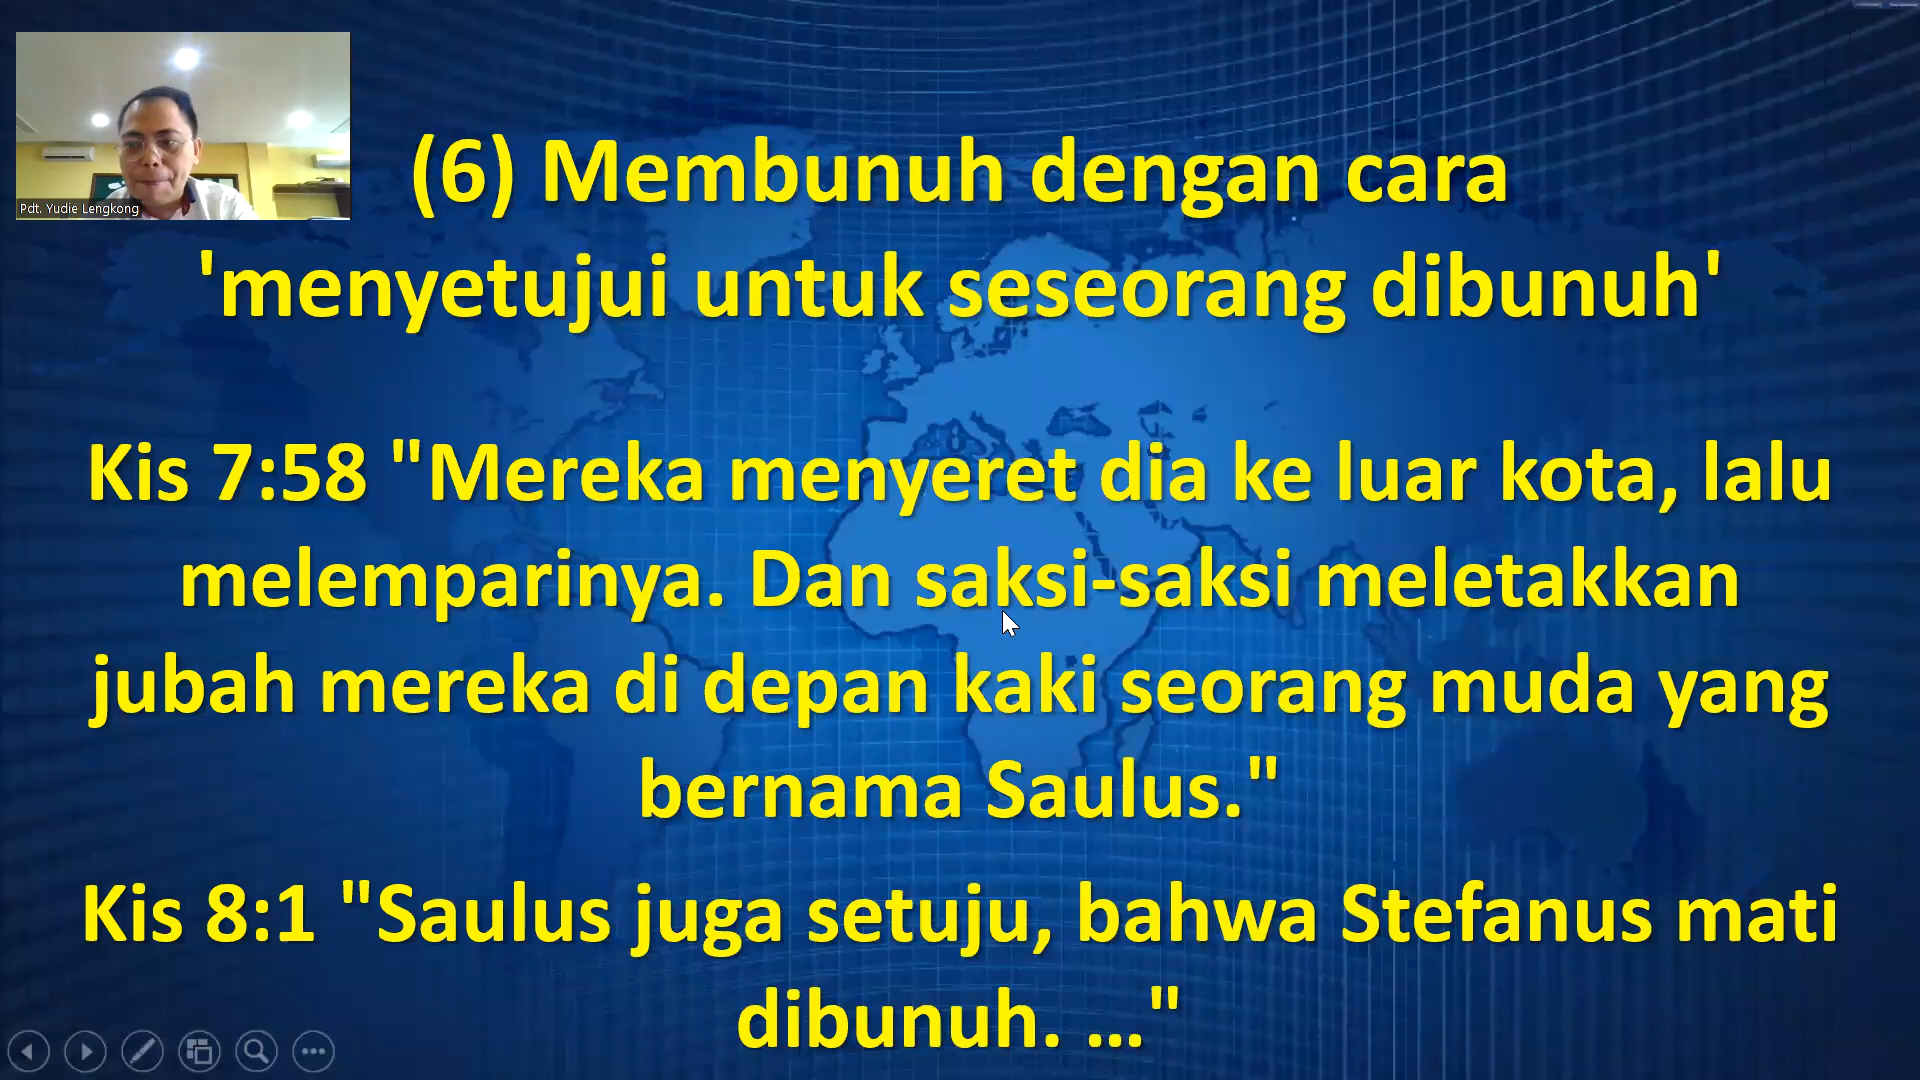 Pdt. Yudie Lengkong
(6) Membunuh dengan cara
'menyetujui untuk seseorang dibunuh'
Kis 7:58 "Mereka menyeret dia ke luar kota, lalu
melemparinya. Dan saksi-saksi meletakkan
jubah mereka di depan kaki seorang muda yang
bernama Saulus."
Kis 8:1 "Saulus juga setuju, bahwa Stefanus mati
dibunuh. ..."